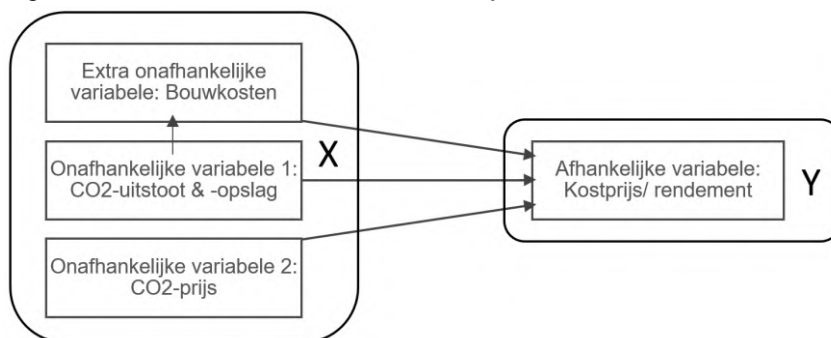 Extra onafhankelijke
variabele: Bouwkosten
Onafhankelijke variabele 1:
CO2-uitstoot & -opslag
X
Onafhankelijke variabele 2:
CO2-prijs
Afhankelijke variabele:
Kostprijs/ rendement
Y